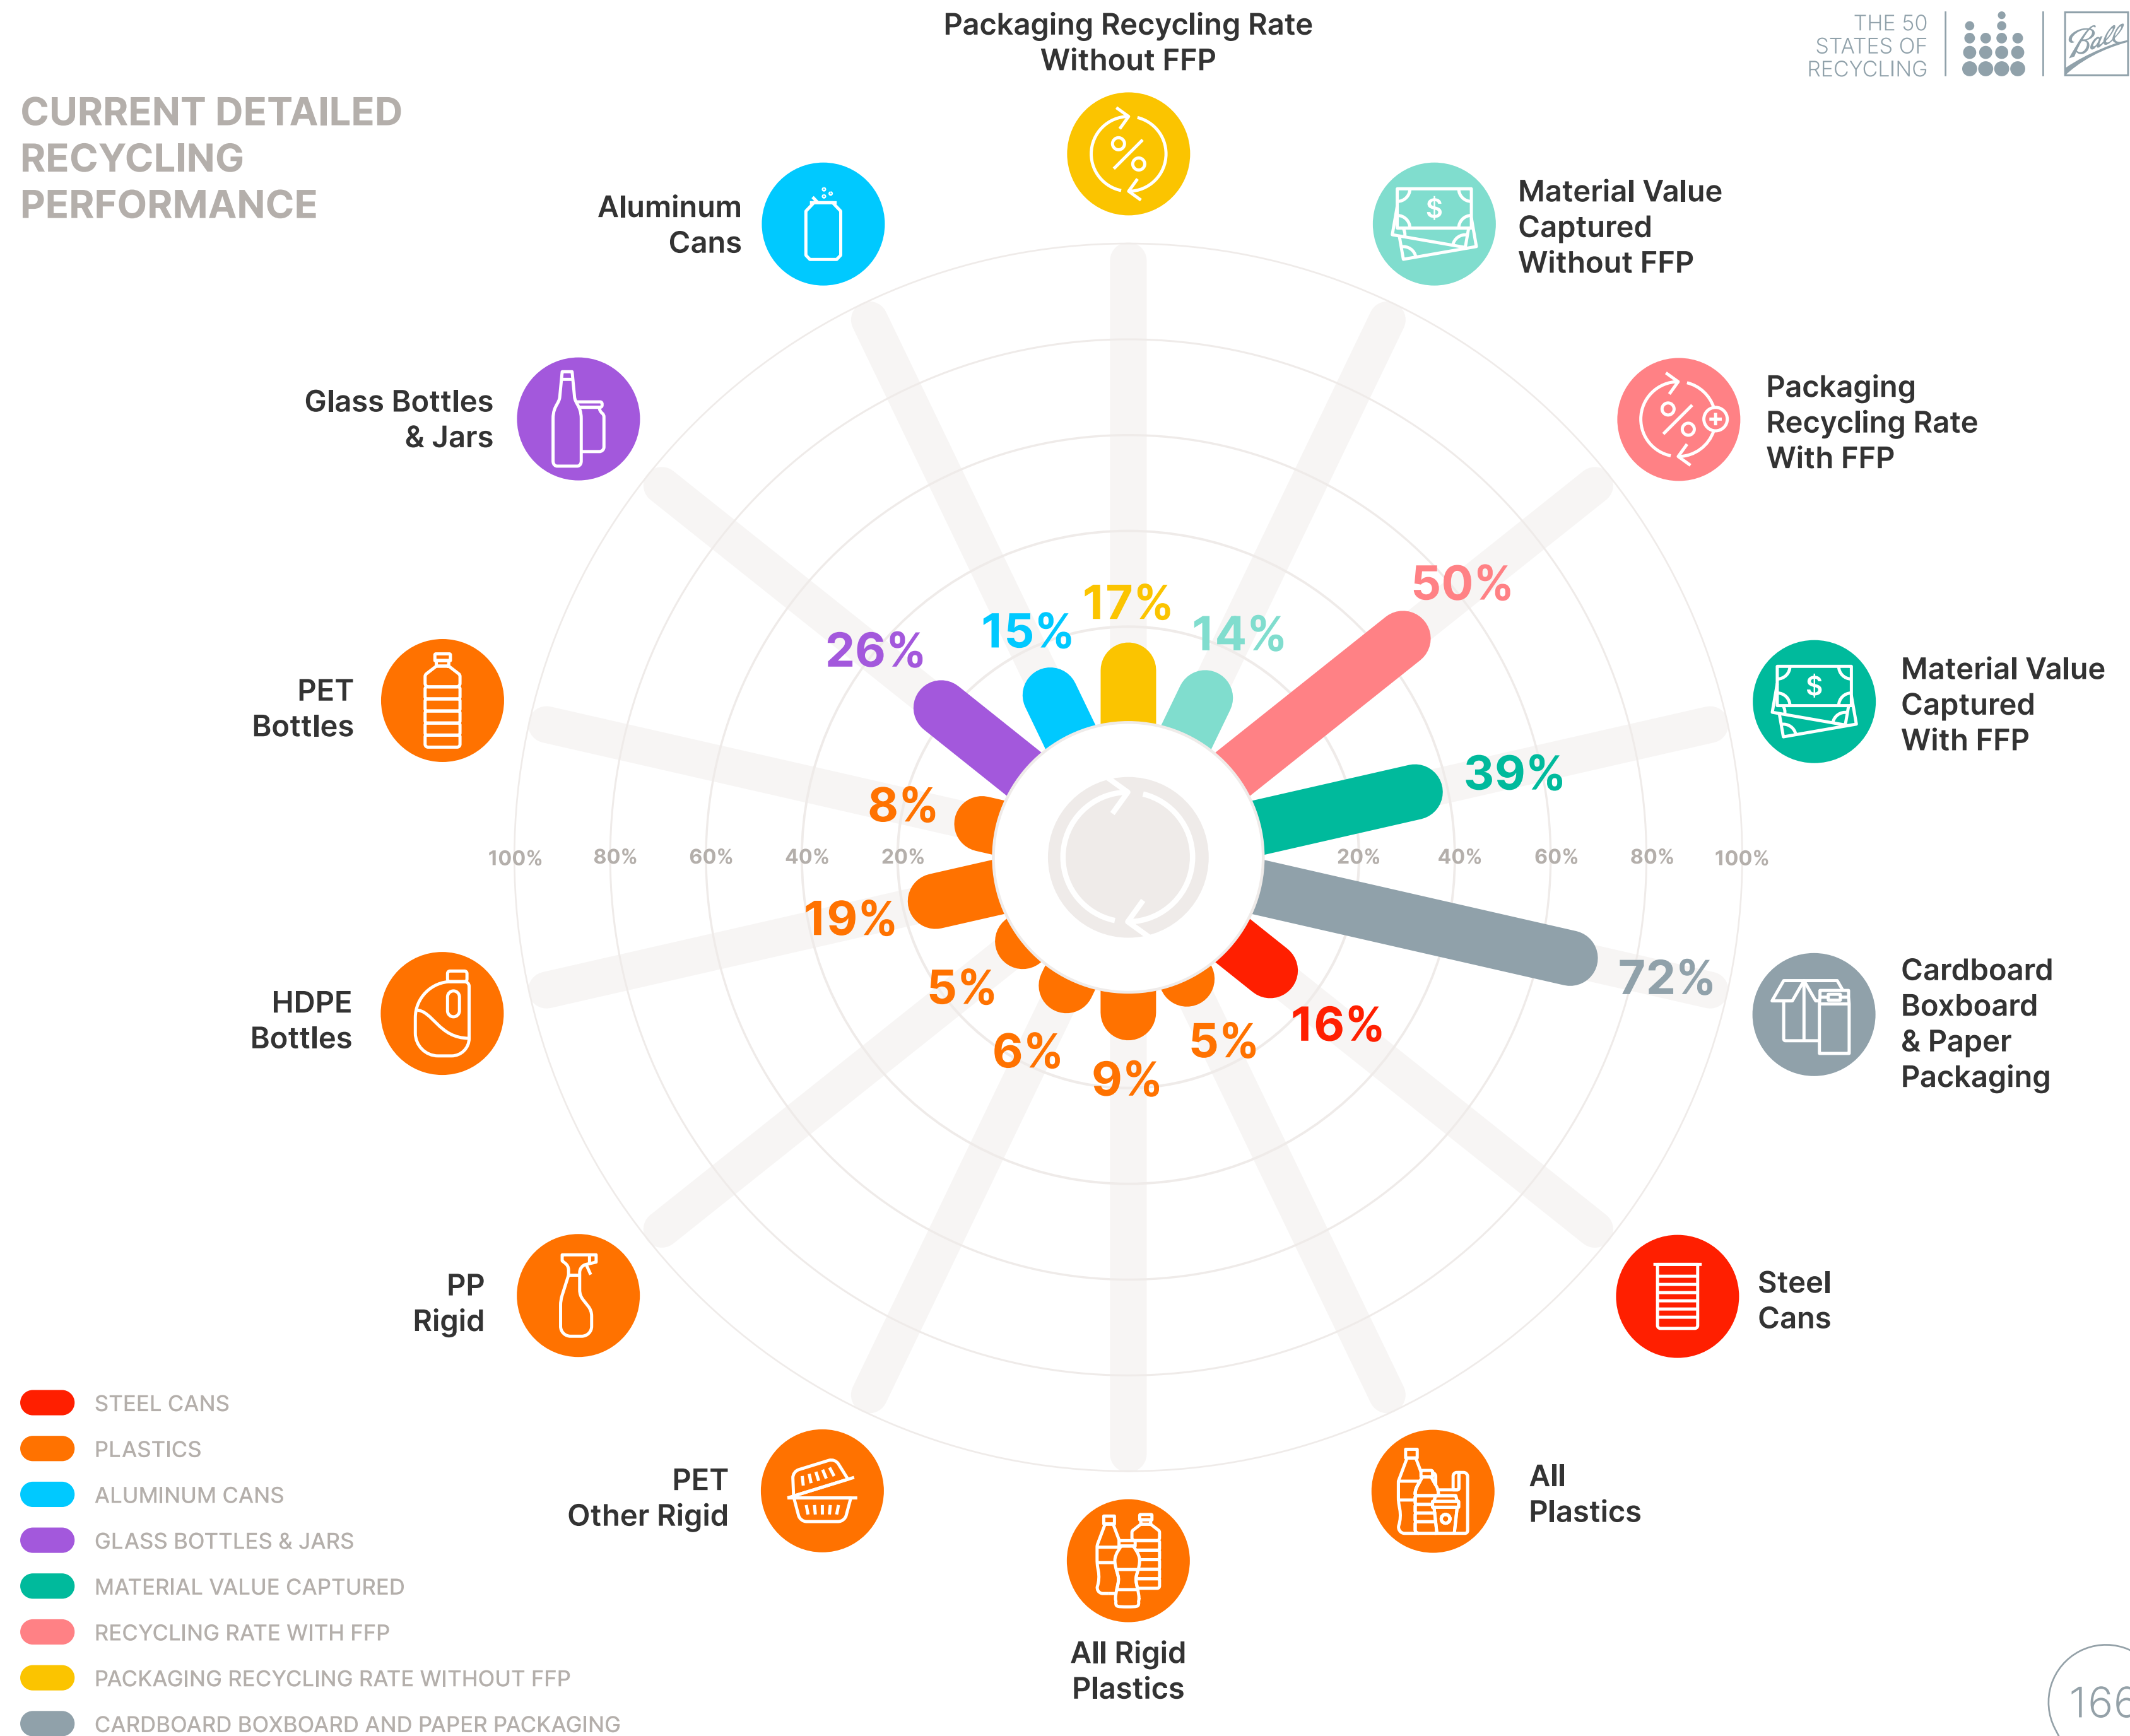 Packaging Recycling Rate
Without FFP
THE 50
STATES OF
RECYCLING
Ball
CURRENT DETAILED
RECYCLING
PERFORMANCE
Aluminum
Cans
Material Value
Captured
Without FFP
Glass Bottles
& Jars
Packaging
Recycling Rate
With FFP
PET
Bottles
Material Value
Captured
With FFP
17%
15%
14%
26%
50%
39%
8%
100%
80%
60%
40%
20%
20%
40%
60%
80%
100%
19%
72%
5%
16%
6%
5%
9%
HDPE
Bottles
Cardboard
Boxboard
& Paper
Packaging
PP
Rigid
Steel
Cans
PET
Other Rigid
All
Plastics
All Rigid
Plastics
STEEL CANS
PLASTICS
ALUMINUM CANS
GLASS BOTTLES & JARS
MATERIAL VALUE CAPTURED
RECYCLING RATE WITH FFP
PACKAGING RECYCLING RATE WITHOUT FFP
CARDBOARD BOXBOARD AND PAPER PACKAGING
166